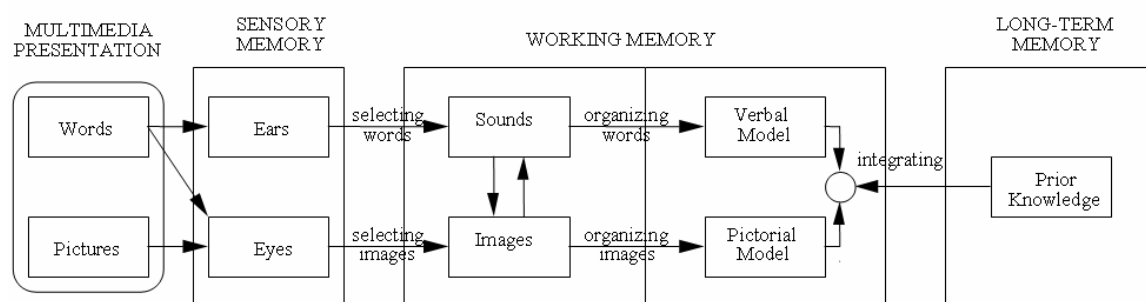 MULTIMEDIA
PRESENTATION
SENSORY
MEMORY
WORKING MEMORY
LONG-TERM
MEMORY
Words
Ears
selecting
words
Sounds
organizing
words
Verbal
Model
integrating
Prior
Knowledge
Pictures
Eyes
selecting
images
Images
organizing
images
Pictorial
Model